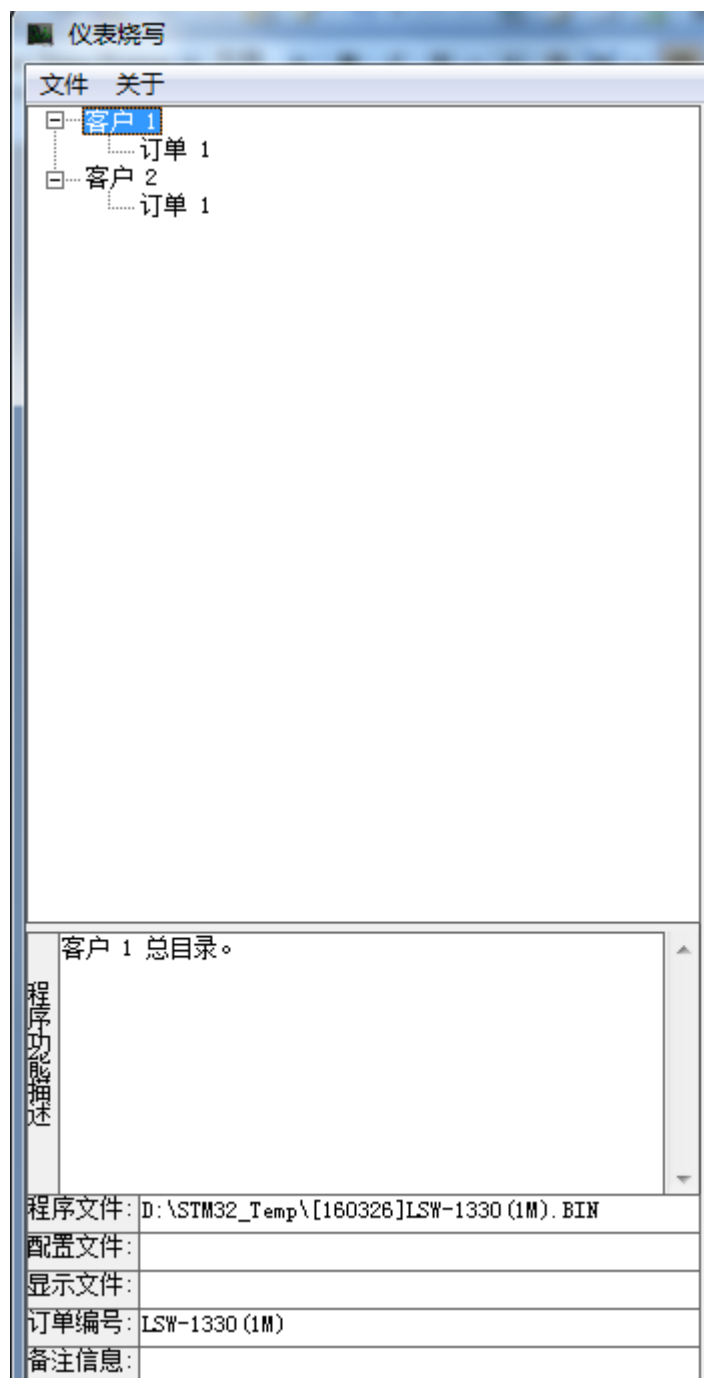 仪表烧写
文件 关于
客户 1
订单 1
客户 2
订单 1
程序功能描述
客户 1 总目录。
程序文件: D:\STM32_Temp\[160326]LSW-1330(1M).BIN
配置文件:
显示文件:
订单编号: LSW-1330(1M)
备注信息: